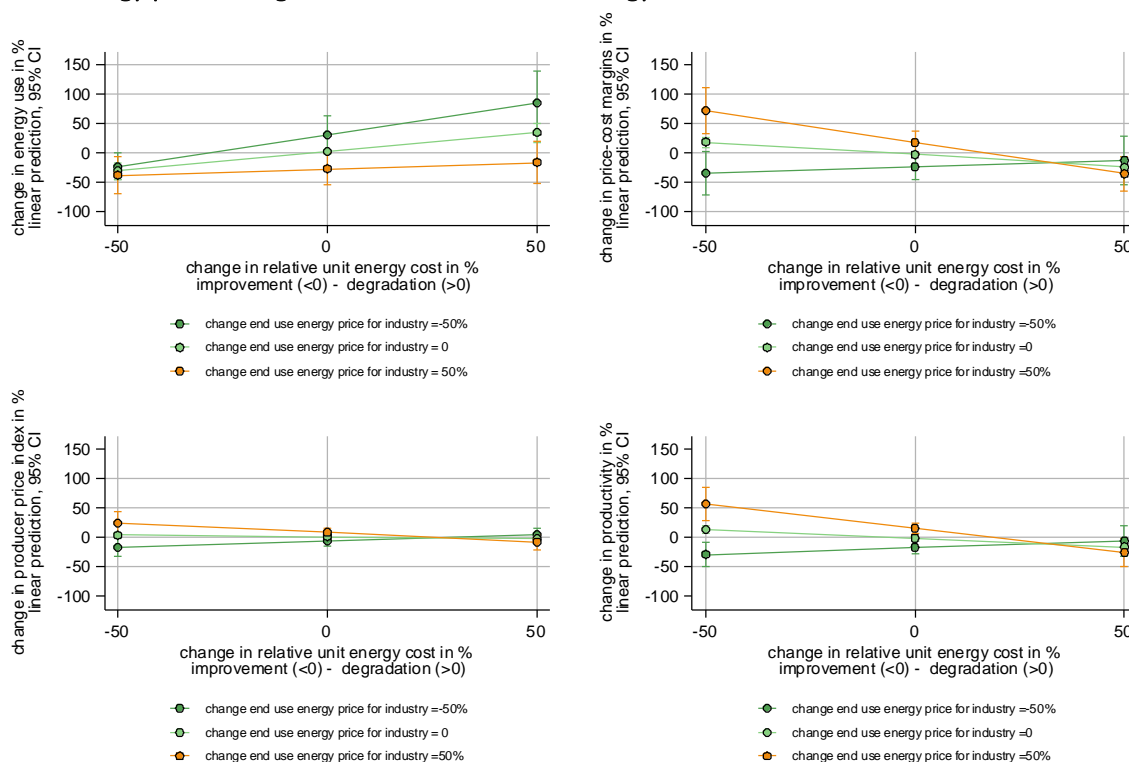 change in energy use in %
linear prediction, 95% CI
150
100
50
0
-50
-100
-50
0
50
change in relative unit energy cost in %
improvement (<0) - degradation (>0)
change end use energy price for industry =-50%
change end use energy price for industry = 0
change end use energy price for industry = 50%
change in price-cost margins in %
linear prediction, 95% CI
150
100
50
0
-50
-100
-50
0
50
change in relative unit energy cost in %
improvement (<0) - degradation (>0)
change end use energy price for industry =-50%
change end use energy price for industry =0
change end use energy price for industry =50%
change in producer price index in %
linear prediction, 95% CI
150
100
50
0
-50
-100
-50
0
50
change in relative unit energy cost in %
improvement (<0) - degradation (>0)
change end use energy price for industry =-50%
change end use energy price for industry = 0
change end use energy price for industry =50%
change in productivity in %
linear prediction, 95% CI
150
100
50
0
-50
-100
-50
0
50
change in relative unit energy cost in %
improvement (<0) - degradation (>0)
change end use energy price for industry =-50%
change end use energy price for industry =0
change end use energy price for industry =50%